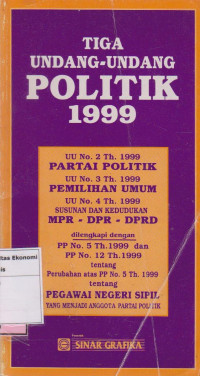 TIGA
UNDANG-UNDANG
POLITIK
1999
UU No. 2 Th. 1999
PARTAI POLITIK
UU No. 3 Th. 1999
PEMILIHAN UMUM
UU No. 4 Th. 1999
SUSUNAN DAN KEDUDUKAN
MPR - DPR - DPRD
dilengkapi dengan
PP No. 5 Th.1999 dan
PP No. 12 Th.1999
tentang
Perubahan atas PP No. 5 Th. 1999
tentang
PEGAWAI NEGERI SIPIL
YANG MENJADI ANGGOTA PARTAI POLITIK
SINAR GRAFIKA
ltas Ekonomi
is